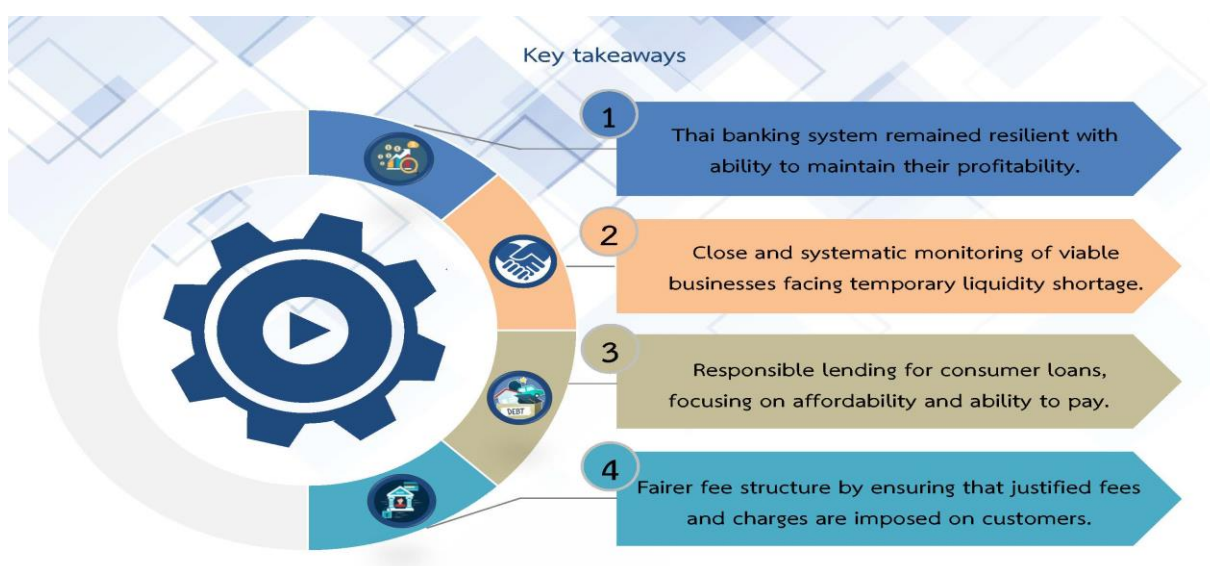 Key takeaways
1
Thai banking system remained resilient with
ability to maintain their profitability.
2
Close and systematic monitoring of viable
businesses facing temporary liquidity shortage.
3
Responsible lending for consumer loans,
focusing on affordability and ability to pay.
DEBT
4
Fairer fee structure by ensuring that justified fees
and charges are imposed on customers.